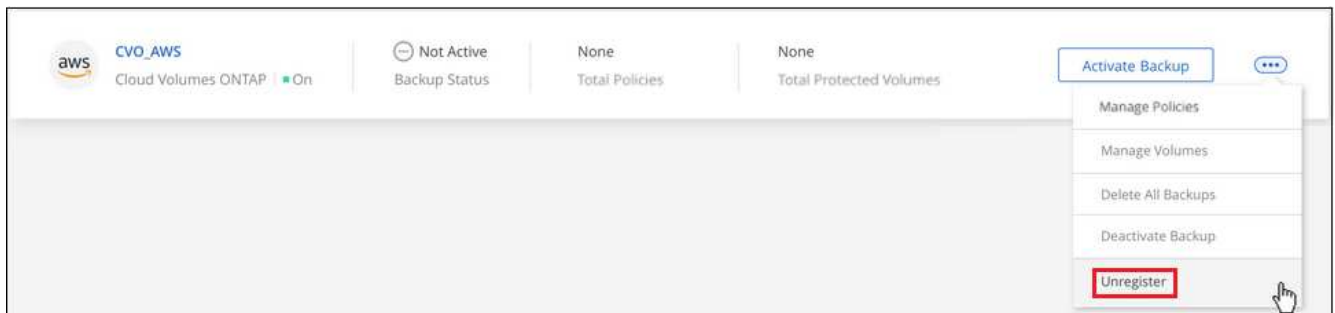 aws
CVO_AWS
Cloud Volumes ONTAP
On
Not Active
Backup Status
None
Total Policies
None
Total Protected Volumes
Activate Backup
Manage Policies
Manage Volumes
Delete All Backups
Deactivate Backup
Unregister